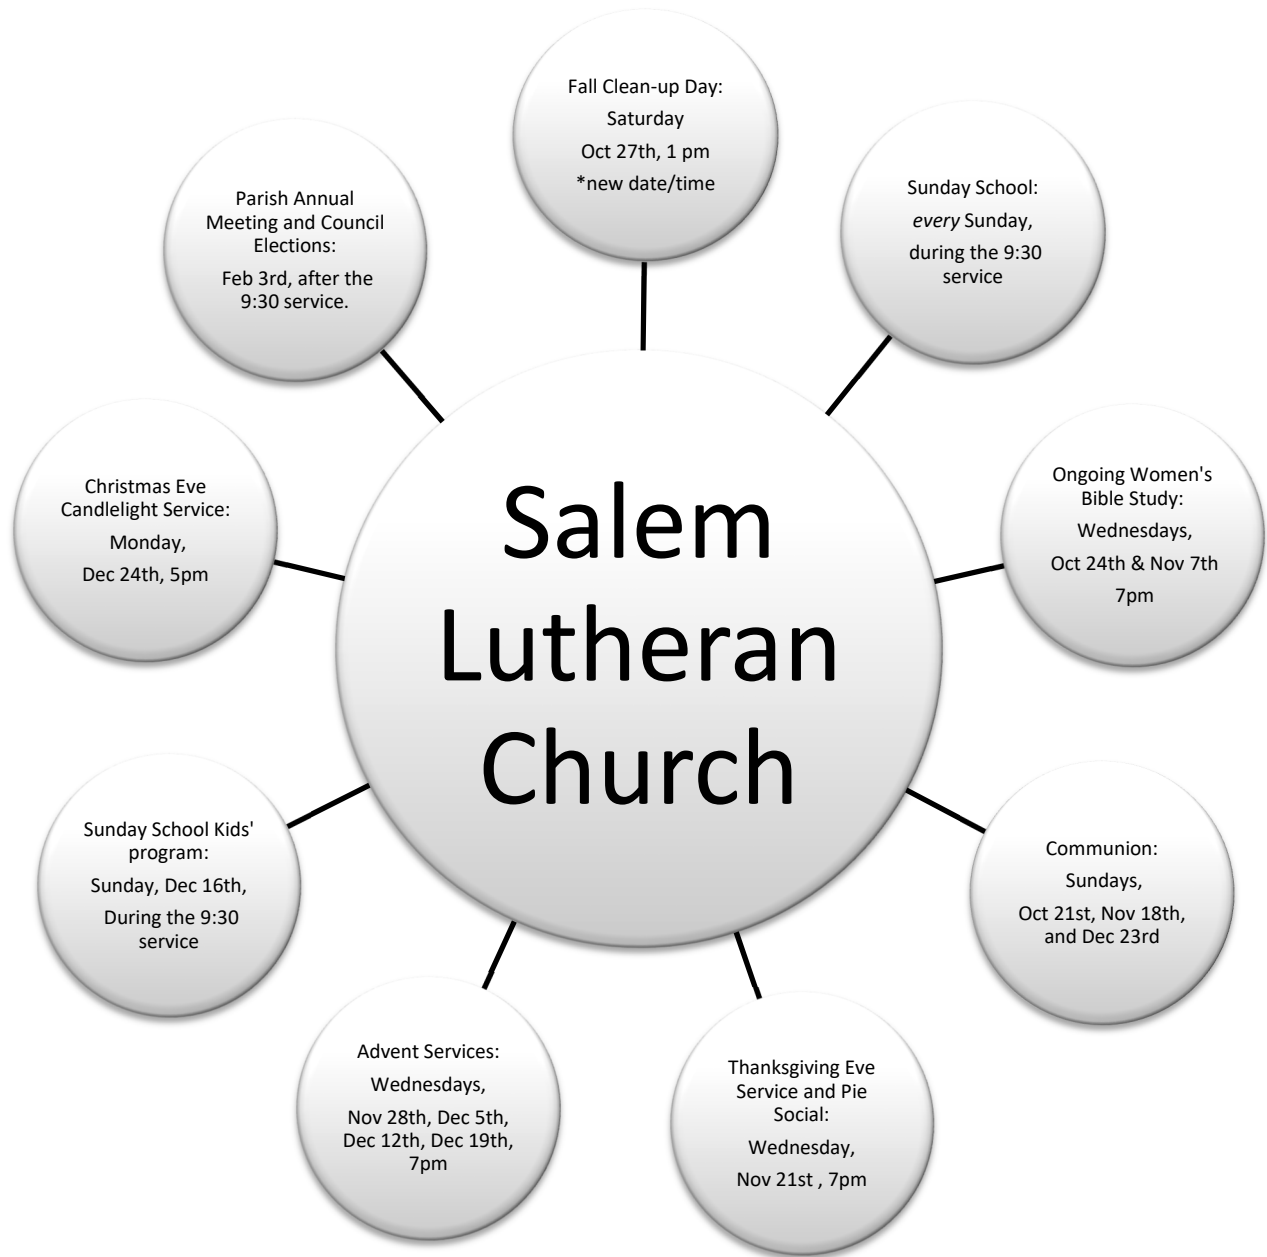 Fall Clean-up Day:
Saturday
Oct 27th, 1 pm
*new date/time
Sunday School:
every Sunday,
during the 9:30
service
Ongoing Women's
Bible Study:
Wednesdays,
Oct 24th & Nov 7th
7pm
Communion:
Sundays,
Oct 21st, Nov 18th,
and Dec 23rd
Thanksgiving Eve
Service and Pie
Social:
Wednesday,
Nov 21st , 7pm
Advent Services:
Wednesdays,
Nov 28th, Dec 5th,
Dec 12th, Dec 19th,
7pm
Sunday School Kids'
program:
Sunday, Dec 16th,
During the 9:30
service
Christmas Eve
Candlelight Service:
Monday,
Dec 24th, 5pm
Parish Annual
Meeting and Council
Elections:
Feb 3rd, after the
9:30 service.
Salem
Lutheran
Church